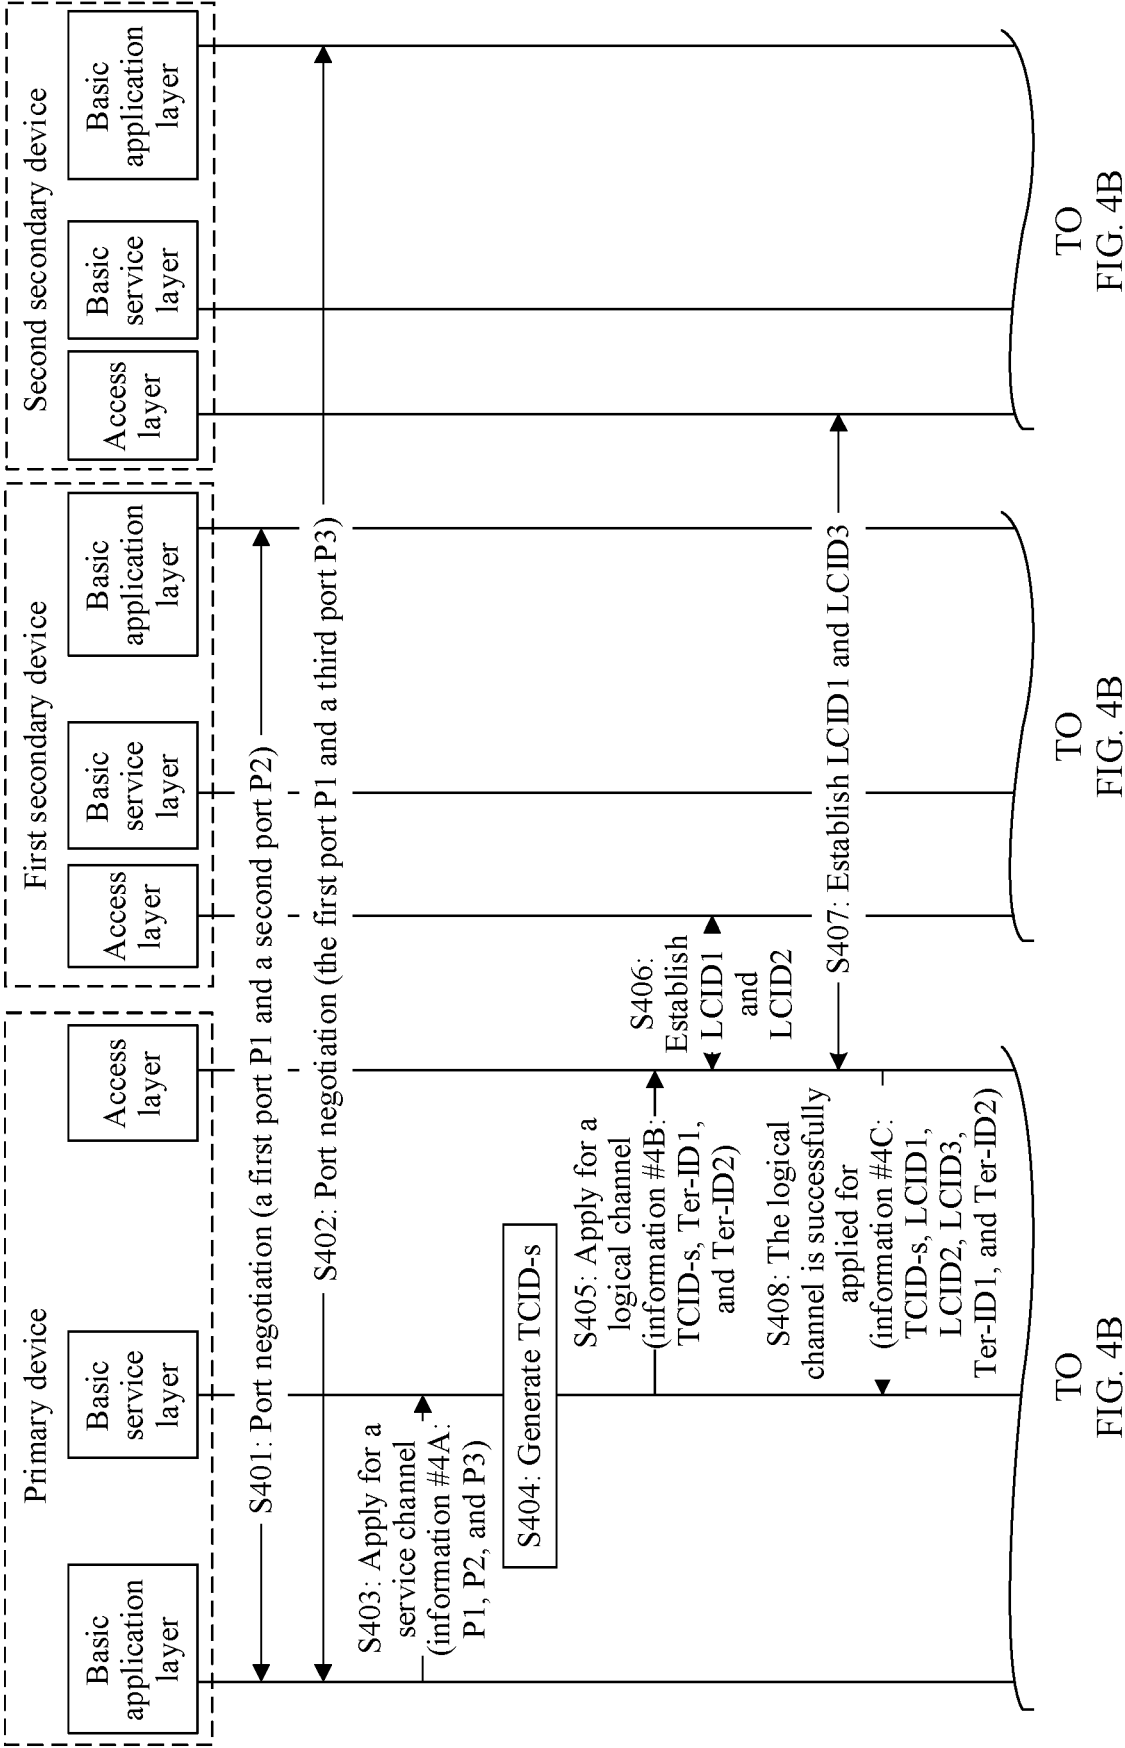 Primary device
First secondary device
Second secondary device
Basic
application
layer
Basic
service
layer
Access
layer
Access
layer
Basic
service
layer
Basic
application
layer
Access
layer
Basic
service
layer
Basic
application
layer
S401: Port negotiation (a first port P1 and a second port P2)
S402: Port negotiation (the first port P1 and a third port P3)
S403: Apply for a
service channel
(information #4A:
P1, P2, and P3)
S404: Generate TCID-s
S405: Apply for a
logical channel
(information #4B:
TCID-s, Ter-ID1,
and Ter-ID2)
S406:
Establish
LCID1
and
LCID2
S407: Establish LCID1 and LCID3
S408: The logical
channel is successfully
applied for
(information #4C:
TCID-s, LCID1,
LCID2, LCID3,
Ter-ID1, and Ter-ID2)
TO
FIG. 4B
TO
FIG. 4B
TO
FIG. 4B